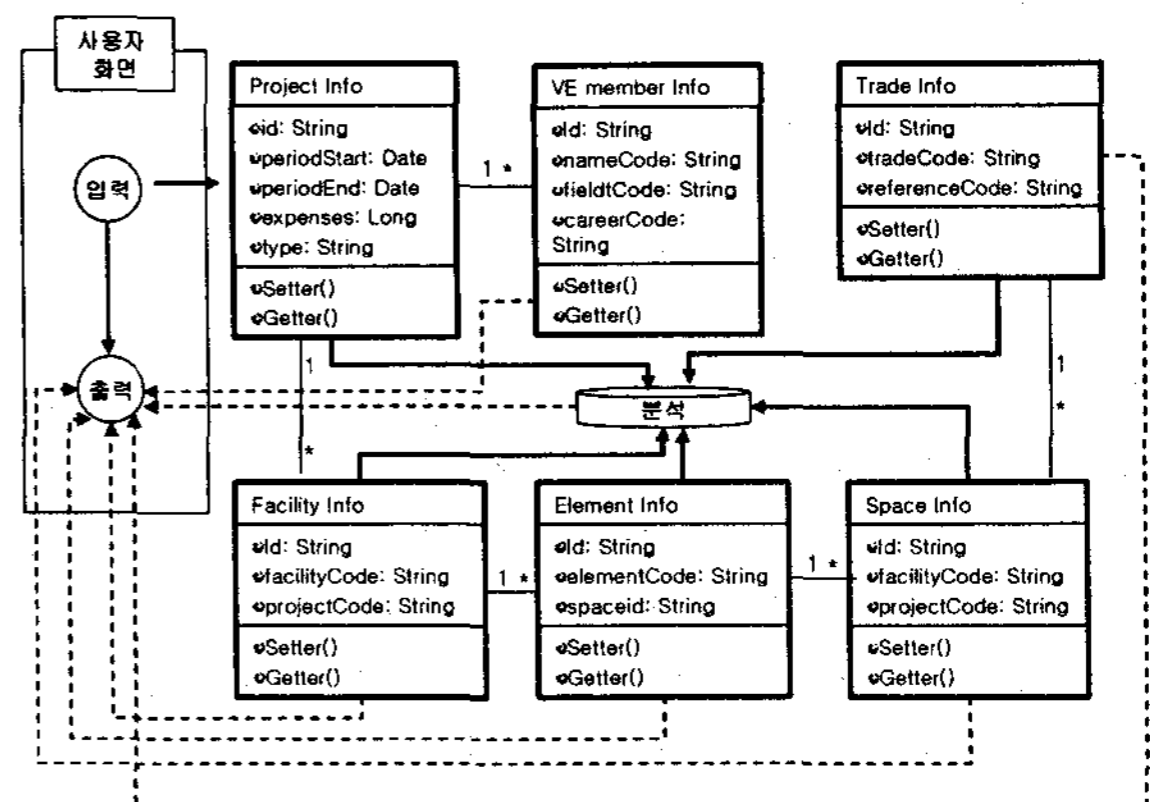 사용자
화면
입력
출력
Project Info
id: String
periodStart: Date
periodEnd: Date
expenses: Long
type: String
Setter()
Getter()
1 *
VE member Info
Id: String
nameCode: String
fieldtCode: String
careerCode:
String
Setter()
Getter()
Trade Info
Id: String
tradeCode: String
referenceCode: String
Setter()
Getter()
1
*
1
*
분석
Facility Info
Id: String
facilityCode: String
projectCode: String
Setter()
Getter()
1 *
Element Info
Id: String
elementCode: String
spaceid: String
Setter()
Getter()
1 *
Space Info
Id: String
facilityCode: String
projectCode: String
Setter()
Getter()